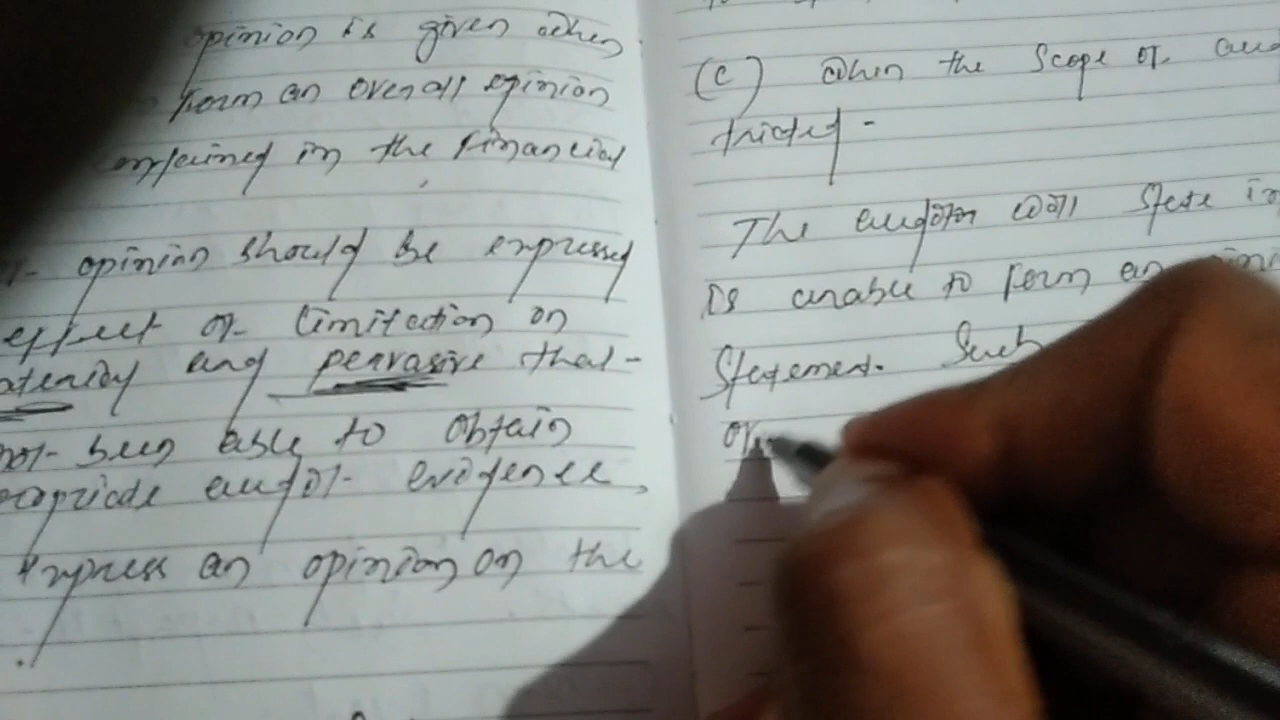 opinion is given when
form an overall opinion
contained in the financial
opinion should be expressed
effect of limitation on
and pervasive that
not been able to obtain
audit evidence,
express an opinion on the
(c) When the Scope of
tricted -
The auditor will State
is unable to form an
Statement. Such
or